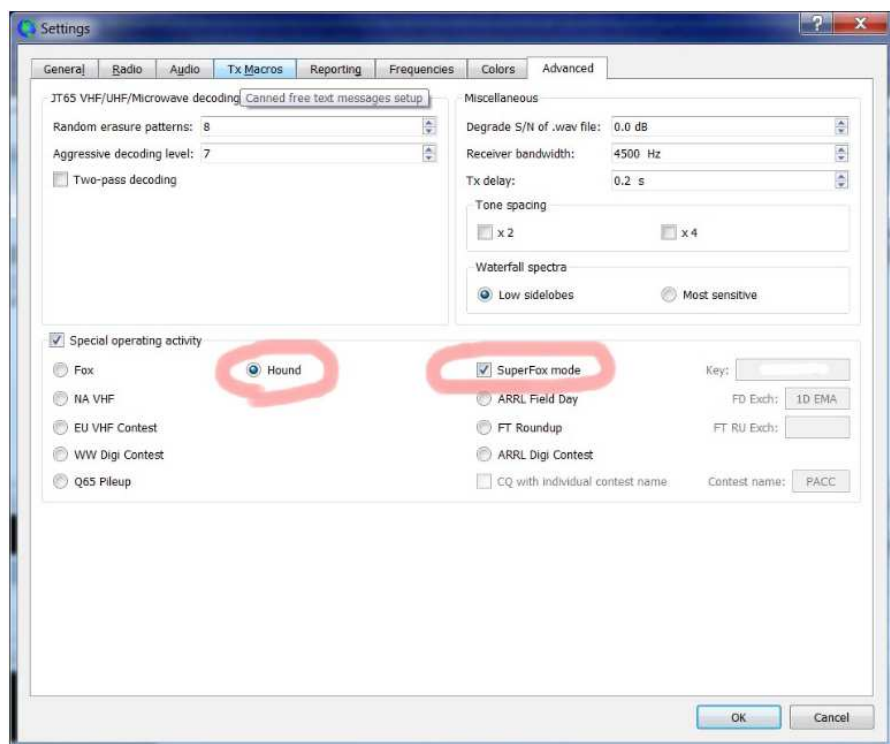 Settings
General Radio Audio Tx Macros Reporting Frequencies Colors Advanced
Canned free text messages setup
JT65 VHF/UHF/Microwave decoding
Random erasure patterns: 8
Aggressive decoding level: 7
Two-pass decoding
Miscellaneous
Degrade S/N of .wav file: 0.0 dB
Receiver bandwidth: 4500 Hz
Tx delay: 0.2 s
Tone spacing
x 2 x 4
Waterfall spectra
Low sidelobes Most sensitive
Special operating activity
Fox Hound SuperFox mode Key:
NA VHF ARRL Field Day FD Exch: 1D EMA
EU VHF Contest FT Roundup FT RU Exch:
WW Digi Contest ARRL Digi Contest
Q65 Pileup CQ with individual contest name Contest name: PACC
OK Cancel